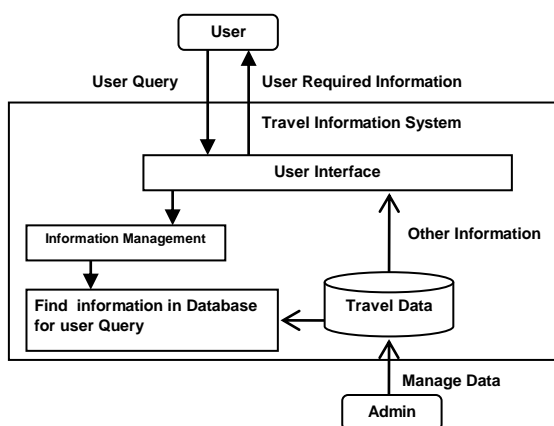 User
User Query
User Required Information
Travel Information System
User Interface
Information Management
Other Information
Find information in Database
for user Query
Travel Data
Manage Data
Admin